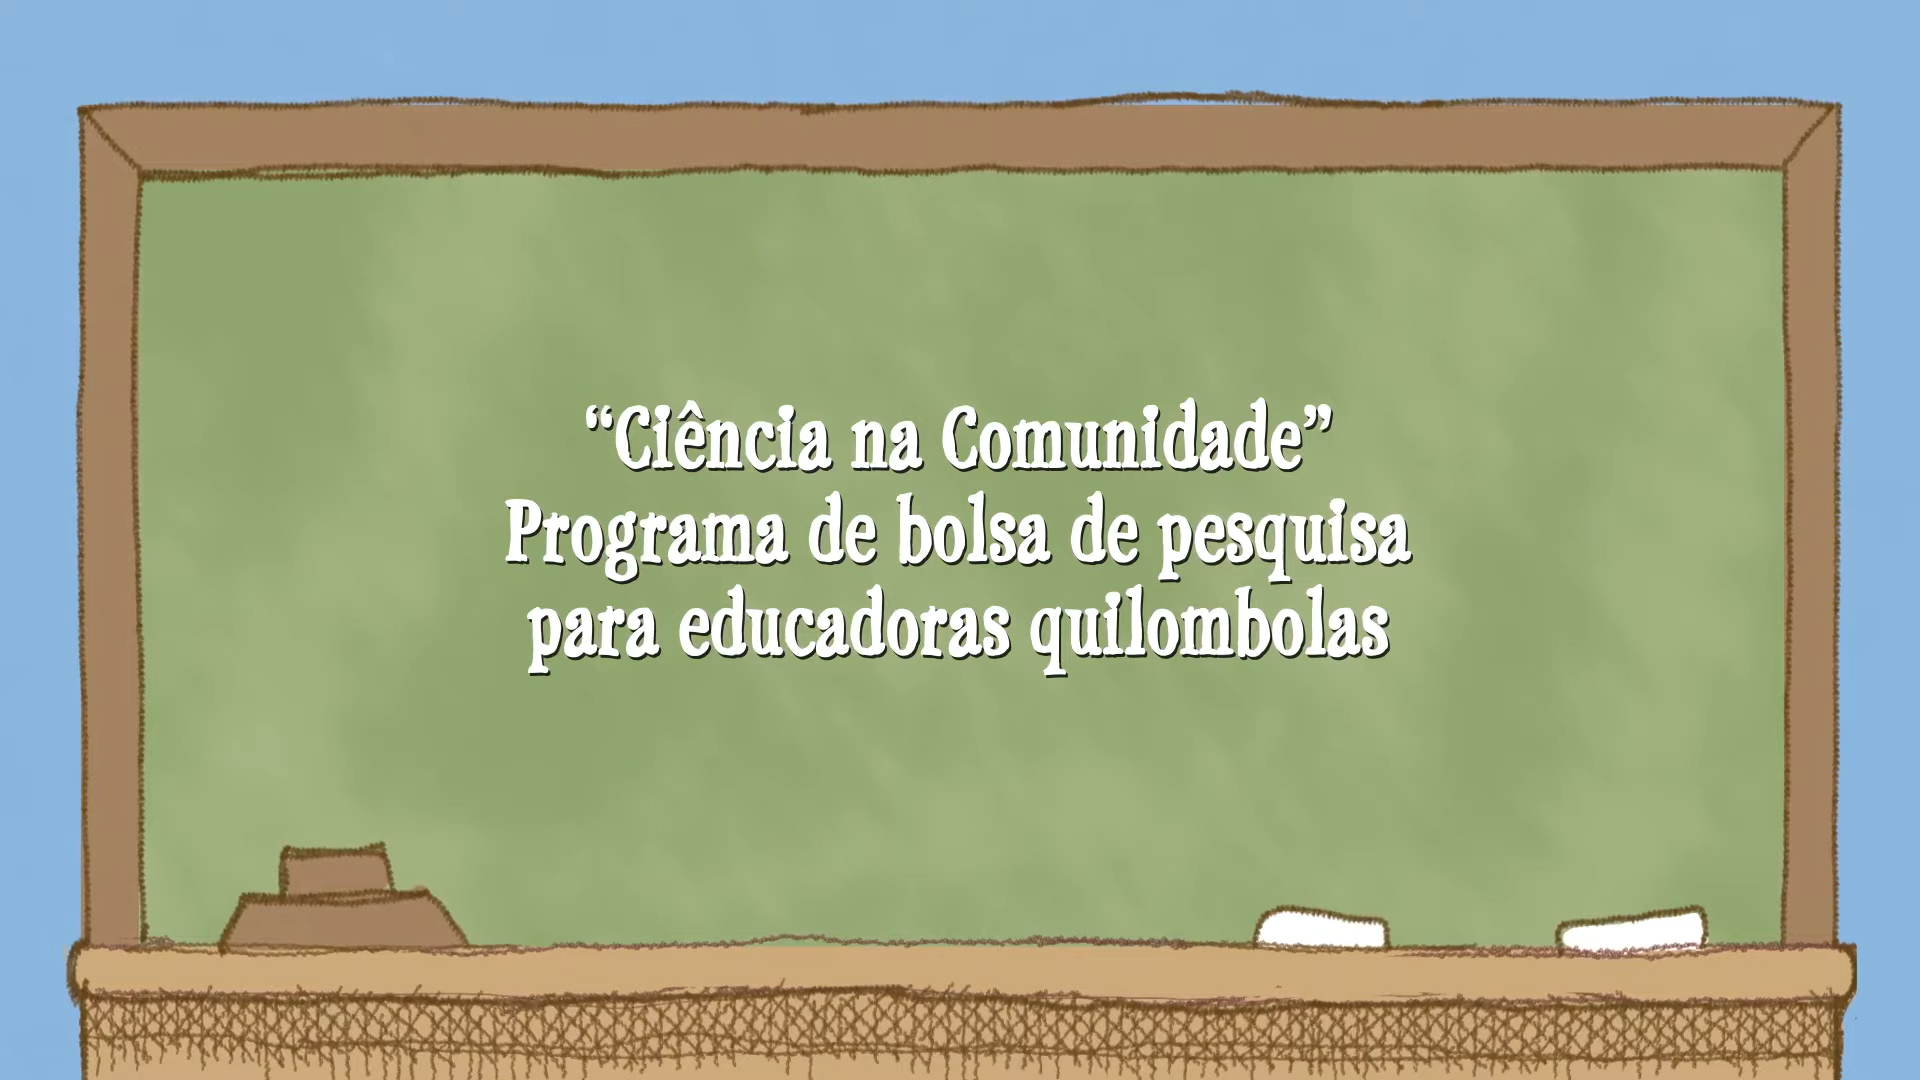 “Ciência na Comunidade”
Programa de bolsa de pesquisa
para educadoras quilombolas